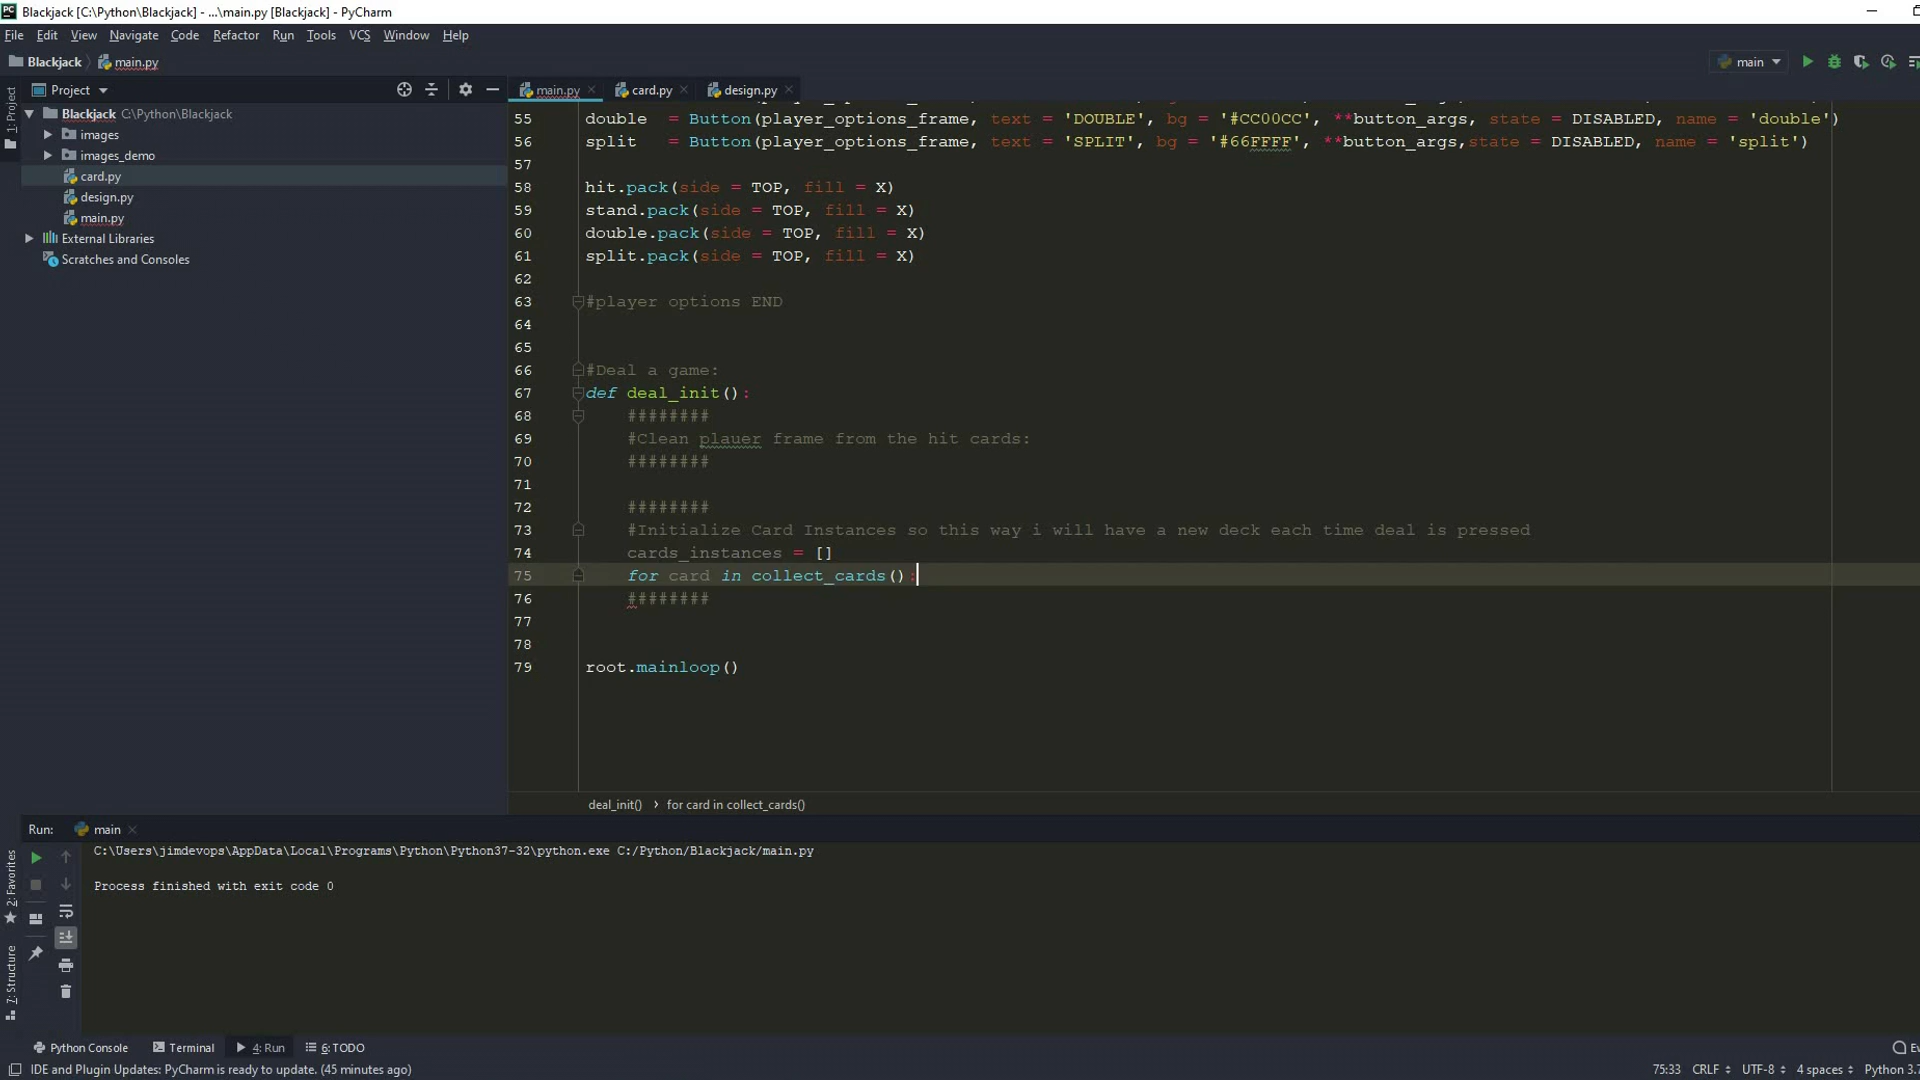 Blackjack [C:\Python\Blackjack] - ...\main.py [Blackjack] - PyCharm
File Edit View Navigate Code Refactor Run Tools VCS Window Help
Blackjack main.py main
1: Project
Project
main.py card.py design.py
Blackjack C:\Python\Blackjack
images
images_demo
card.py
design.py
main.py
External Libraries
Scratches and Consoles
55 double = Button(player_options_frame, text = 'DOUBLE', bg = '#CC00CC', **button_args, state = DISABLED, name = 'double')
56 split = Button(player_options_frame, text = 'SPLIT', bg = '#66FFFF', **button_args,state = DISABLED, name = 'split')
57
58 hit.pack(side = TOP, fill = X)
59 stand.pack(side = TOP, fill = X)
60 double.pack(side = TOP, fill = X)
61 split.pack(side = TOP, fill = X)
62
63 #player options END
64
65
66 #Deal a game:
67 def deal_init():
68 ########
69 #Clean plauer frame from the hit cards:
70 ########
71
72 ########
73 #Initialize Card Instances so this way i will have a new deck each time deal is pressed
74 cards_instances = []
75 for card in collect_cards():
76 ########
77
78
79 root.mainloop()
deal_init() › for card in collect_cards()
Run: main
C:\Users\jimdevops\AppData\Local\Programs\Python\Python37-32\python.exe C:/Python/Blackjack/main.py
Process finished with exit code 0
2: Favorites
7: Structure
Python Console Terminal 4: Run 6: TODO
IDE and Plugin Updates: PyCharm is ready to update. (45 minutes ago) 75:33 CRLF UTF-8 4 spaces